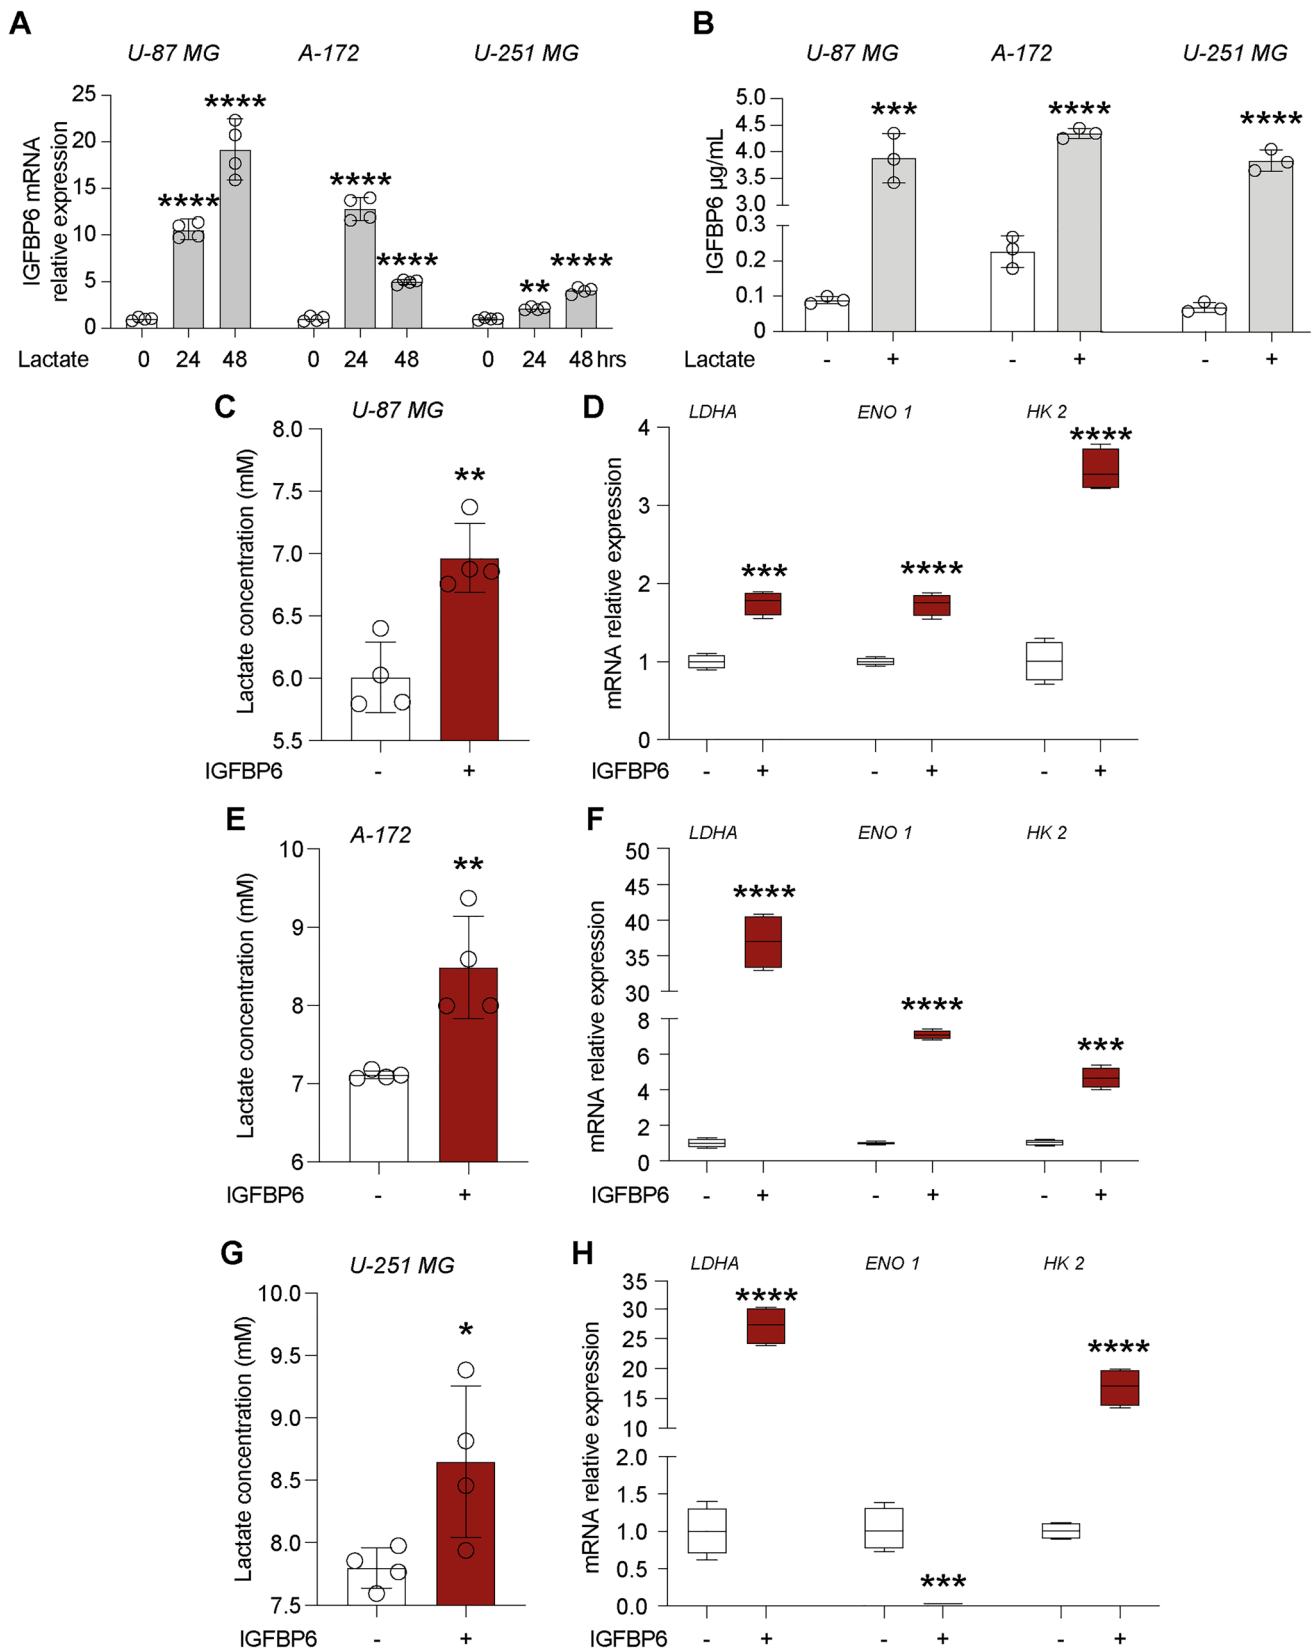 A
U-87 MG A-172 U-251 MG
IGFBP6 mRNA
relative expression
25
20
15
10
5
0
**** **** **** **** ** ****
Lactate 0 24 48 0 24 48 0 24 48 hrs
B
U-87 MG A-172 U-251 MG
IGFBP6 µg/mL
5.0
4.5
4.0
3.5
3.0
0.3
0.2
0.1
0
*** **** ****
Lactate - + - + - +
C
U-87 MG
Lactate concentration (mM)
8.0
7.5
7.0
6.5
6.0
5.5
**
IGFBP6 - +
D
LDHA ENO 1 HK 2
mRNA relative expression
4
3
2
1
0
*** **** ****
IGFBP6 - + - + - +
E
A-172
Lactate concentration (mM)
10
9
8
7
6
**
IGFBP6 - +
F
LDHA ENO 1 HK 2
mRNA relative expression
50
45
40
35
30
8
6
4
2
0
**** **** ***
IGFBP6 - + - + - +
G
U-251 MG
Lactate concentration (mM)
10.0
9.5
9.0
8.5
8.0
7.5
*
IGFBP6 - +
H
LDHA ENO 1 HK 2
mRNA relative expression
35
30
25
20
15
10
2.0
1.5
1.0
0.5
0.0
**** *** ****
IGFBP6 - + - + - +